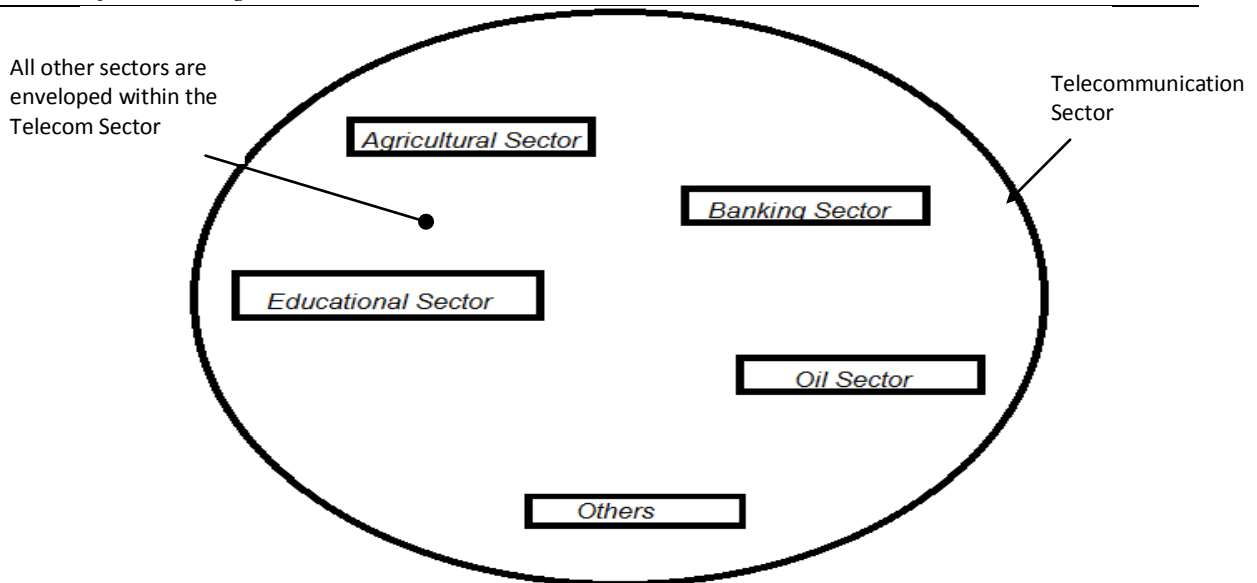 All other sectors are
enveloped within the
Telecom Sector
Telecommunication
Sector
Agricultural Sector
Banking Sector
Educational Sector
Oil Sector
Others